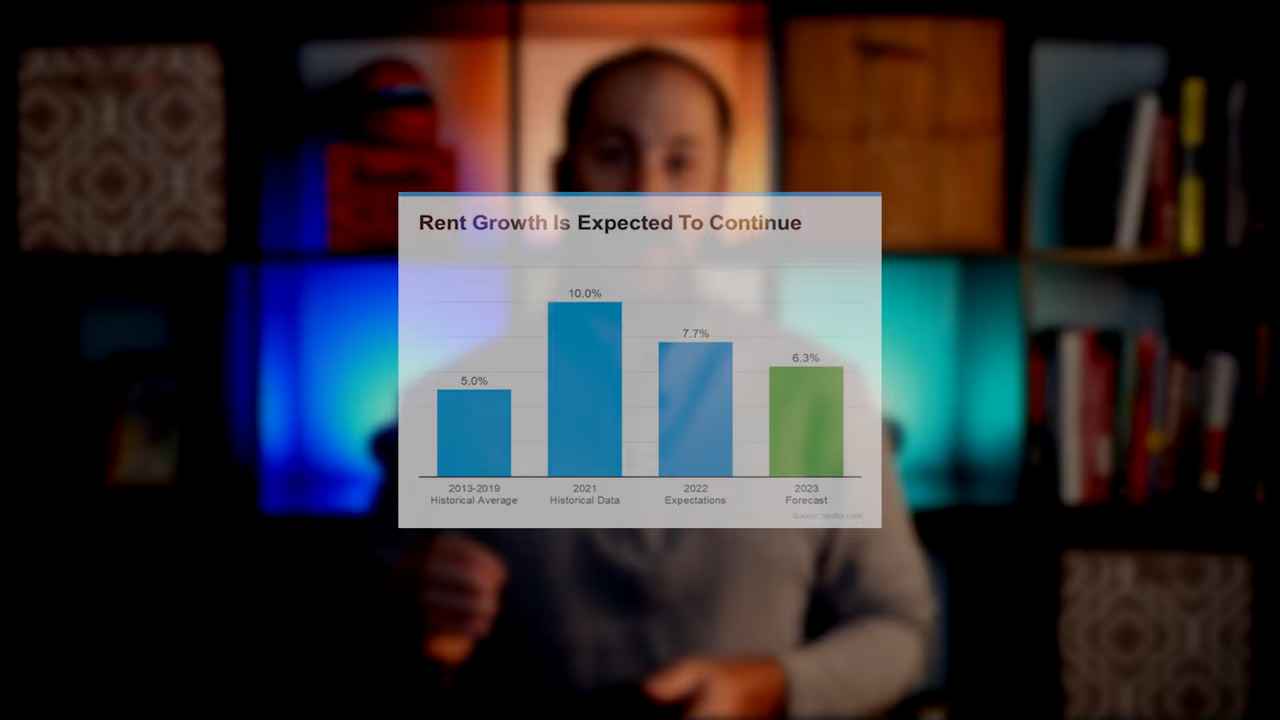 Rent Growth Is Expected To Continue
10.0%
7.7%
6.3%
5.0%
2013-2019
Historical Average
2021
Historical Data
2022
Expectations
2023
Forecast